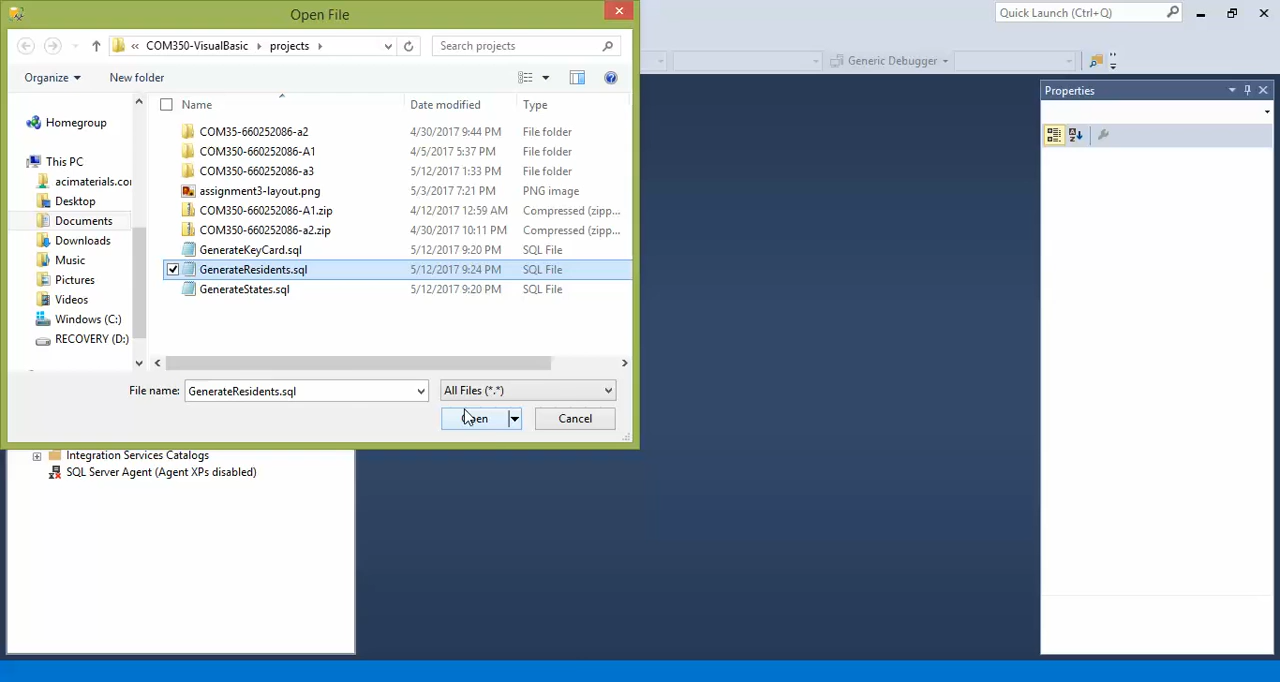 Open File
Quick Launch (Ctrl+Q)
« COM350-VisualBasic projects
Search projects
Generic Debugger
Organize
New folder
Properties
Name Date modified Type
Homegroup
This PC
acimaterials.co
Desktop
Documents
Downloads
Music
Pictures
Videos
Windows (C:)
RECOVERY (D:)
COM35-660252086-a2 4/30/2017 9:44 PM File folder
COM350-660252086-A1 4/5/2017 5:37 PM File folder
COM350-660252086-a3 5/12/2017 1:33 PM File folder
assignment3-layout.png 5/3/2017 7:21 PM PNG image
COM350-660252086-A1.zip 4/12/2017 12:59 AM Compressed (zipp...
COM350-660252086-a2.zip 4/30/2017 10:11 PM Compressed (zipp...
GenerateKeyCard.sql 5/12/2017 9:20 PM SQL File
GenerateResidents.sql 5/12/2017 9:24 PM SQL File
GenerateStates.sql 5/12/2017 9:20 PM SQL File
File name: GenerateResidents.sql All Files (*.*)
Open Cancel
Integration Services Catalogs
SQL Server Agent (Agent XPs disabled)